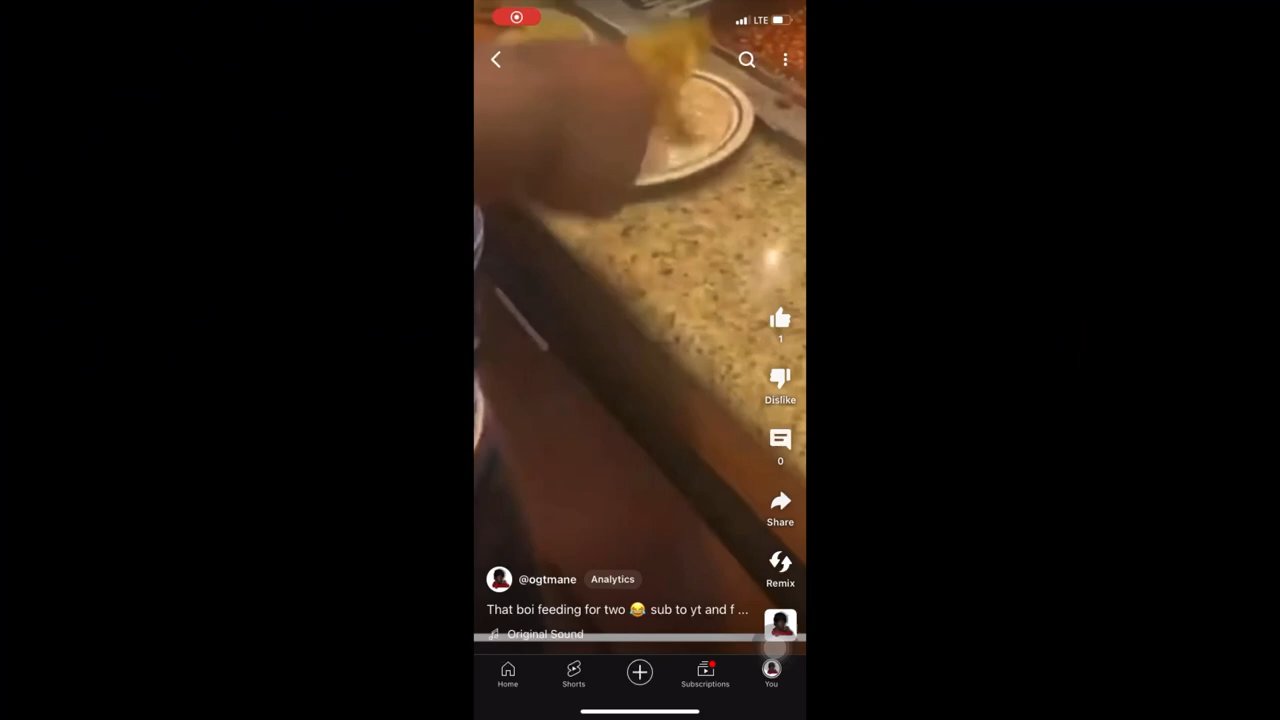 LTE
1
Dislike
0
Share
Remix
@ogtmane Analytics
That boi feeding for two 😂 sub to yt and f ...
Original Sound
Home Shorts Subscriptions You